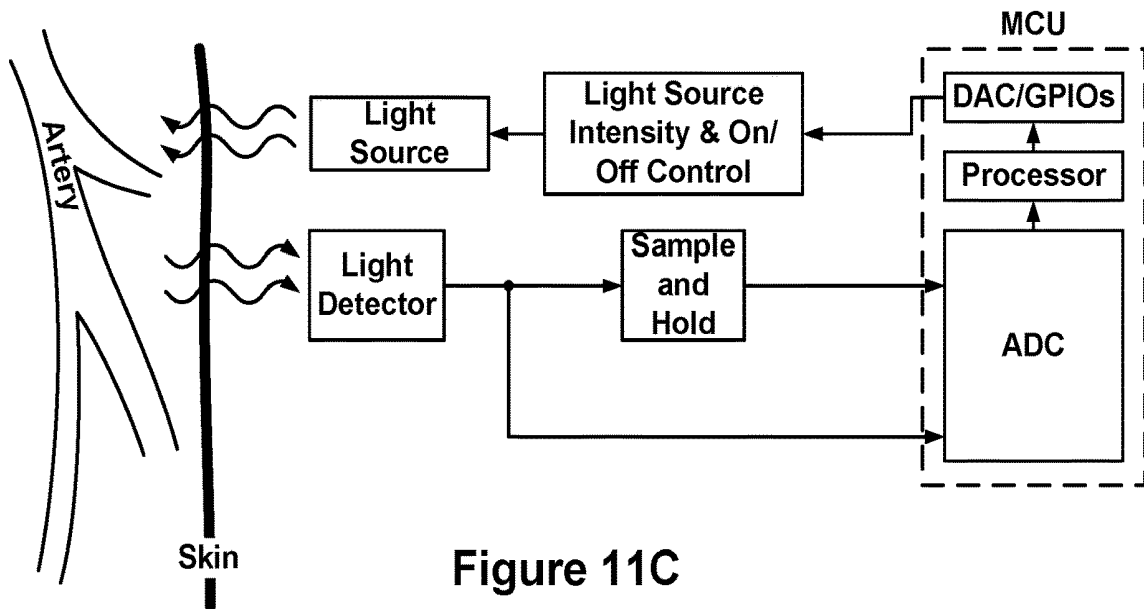 MCU
Light
Source
Light Source
Intensity & On/
Off Control
DAC/GPIOs
Processor
Artery
Light
Detector
Sample
and
Hold
ADC
Skin
Figure 11C